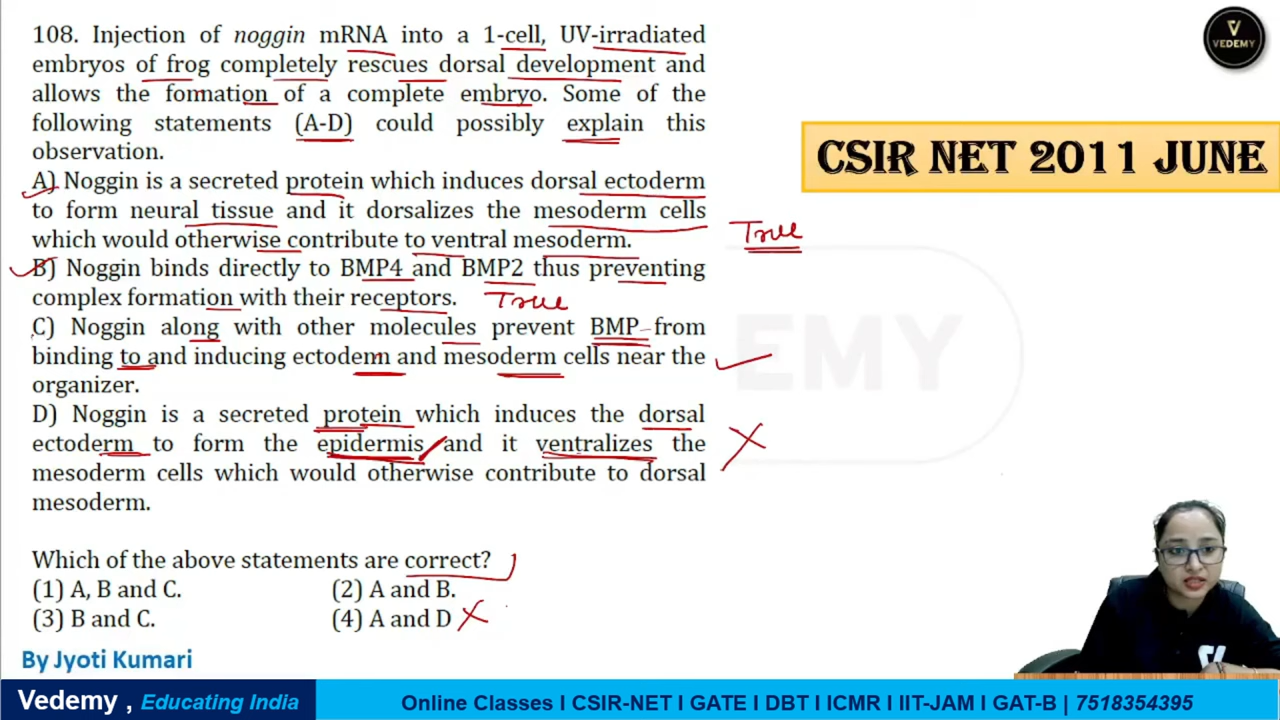 108. Injection of noggin mRNA into a 1-cell, UV-irradiated
embryos of frog completely rescues dorsal development and
allows the formation of a complete embryo. Some of the
following statements (A-D) could possibly explain this
observation.
A) Noggin is a secreted protein which induces dorsal ectoderm
to form neural tissue and it dorsalizes the mesoderm cells
which would otherwise contribute to ventral mesoderm.
True
B) Noggin binds directly to BMP4 and BMP2 thus preventing
complex formation with their receptors. True
C) Noggin along with other molecules prevent BMP from
binding to and inducing ectoderm and mesoderm cells near the
organizer.
D) Noggin is a secreted protein which induces the dorsal
ectoderm to form the epidermis and it ventralizes the
mesoderm cells which would otherwise contribute to dorsal
mesoderm.
Which of the above statements are correct?
(1) A, B and C. (2) A and B.
(3) B and C. (4) A and D
By Jyoti Kumari
VEDEMY
CSIR NET 2011 JUNE
EMY
Vedemy , Educating India
Online Classes I CSIR-NET I GATE I DBT I ICMR I IIT-JAM I GAT-B | 7518354395